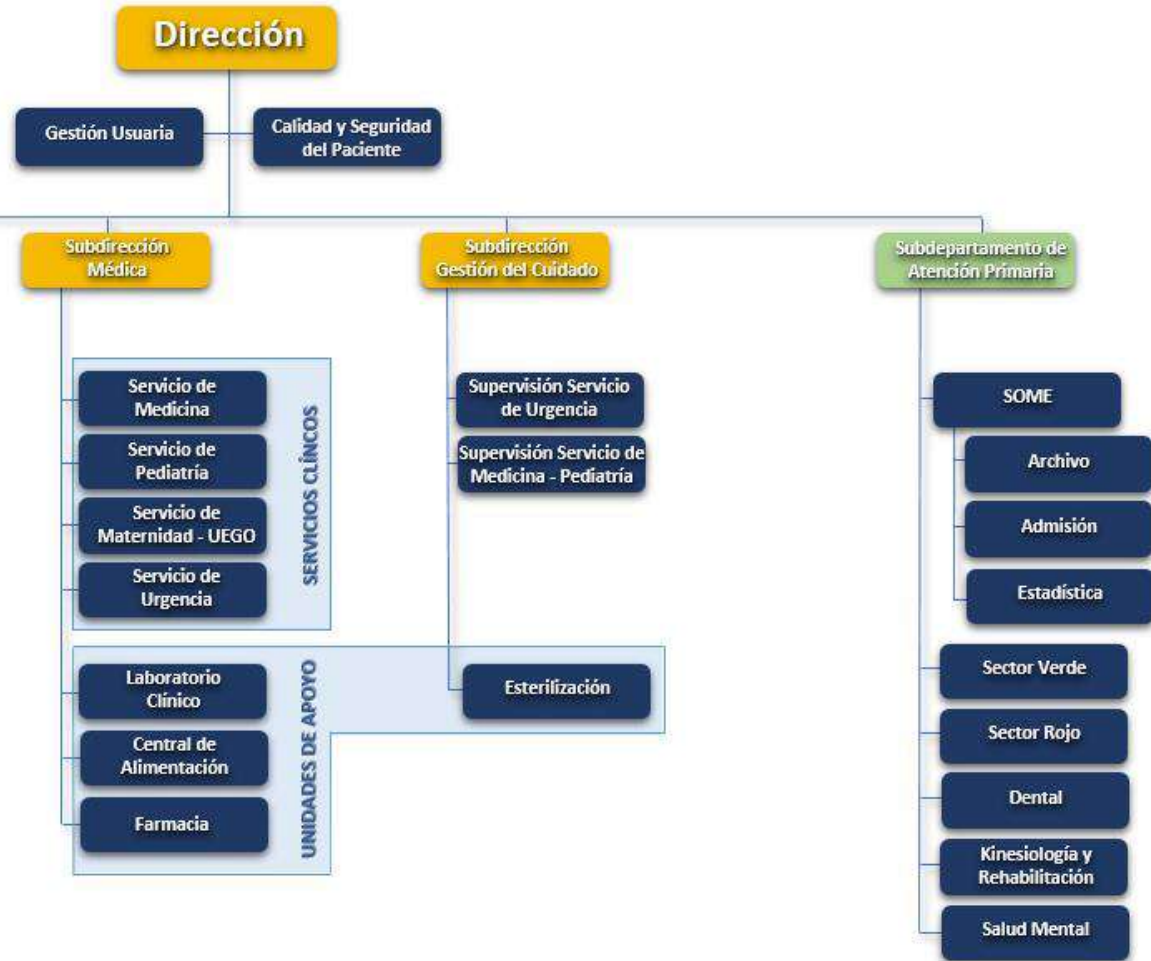 Dirección
Gestión Usuaria
Calidad y Seguridad
del Paciente
Subdirección
Médica
Servicio de
Medicina
Servicio de
Pediatría
Servicio de
Maternidad - UEGO
Servicio de
Urgencia
SERVICIOS CLÍNCOS
Laboratorio
Clínico
Central de
Alimentación
Farmacia
UNIDADES DE APOYO
Subdirección
Gestión del Cuidado
Supervisión Servicio
de Urgencia
Supervisión Servicio de
Medicina - Pediatría
Esterilización
Subdepartamento de
Atención Primaria
SOME
Archivo
Admisión
Estadística
Sector Verde
Sector Rojo
Dental
Kinesiología y
Rehabilitación
Salud Mental